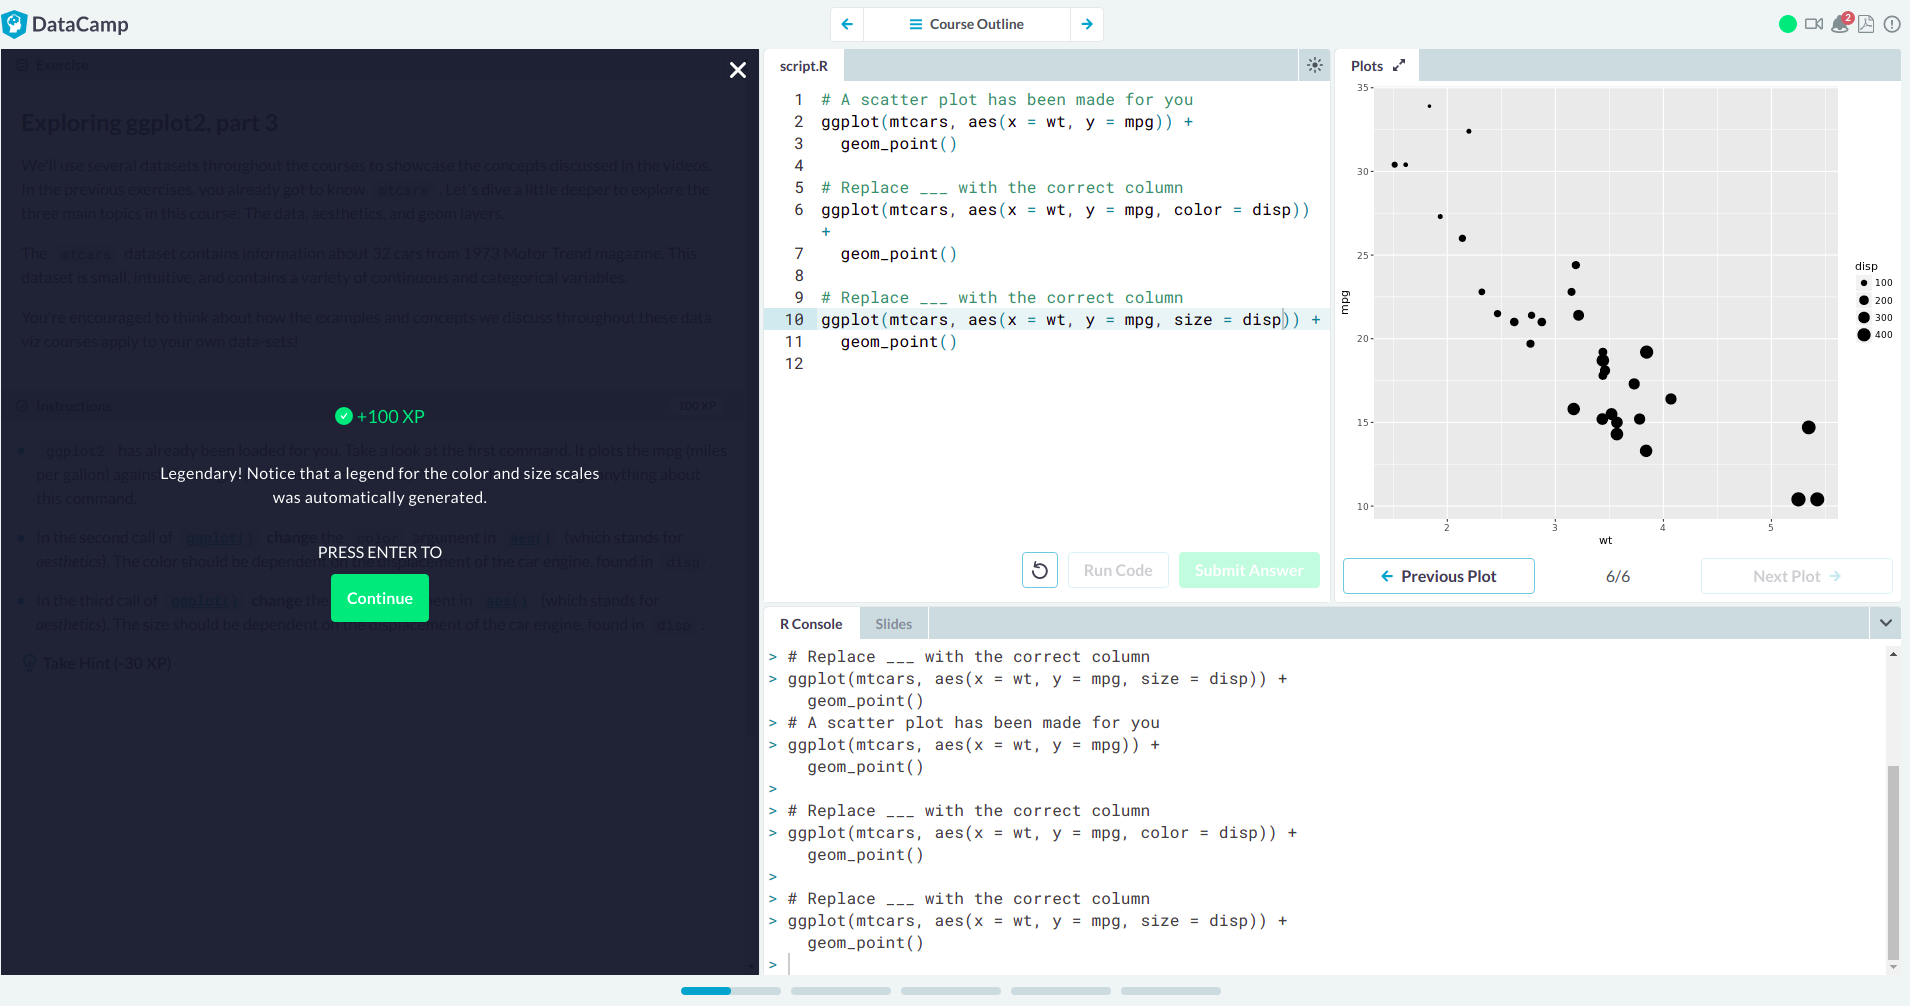 DataCamp
Course Outline
2
Exercise
Exploring ggplot2, part 3
We'll use several datasets throughout the courses to showcase the concepts discussed in the videos.
In the previous exercises, you already got to know mtcars . Let's dive a little deeper to explore the
three main topics in this course: The data, aesthetics, and geom layers.
The mtcars dataset contains information about 32 cars from 1973 Motor Trend magazine. This
dataset is small, intuitive, and contains a variety of continuous and categorical variables.
You're encouraged to think about how the examples and concepts we discuss throughout these data
viz courses apply to your own data-sets!
Instructions
100 XP
+100 XP
ggplot2 has already been loaded for you. Take a look at the first command. It plots the mpg (miles
per gallon) against
anything about
this command.
Legendary! Notice that a legend for the color and size scales
was automatically generated.
In the second call of ggplot() change the color argument in aes() (which stands for
aesthetics). The color should be dependent on the displacement of the car engine, found in disp .
PRESS ENTER TO
Continue
In the third call of ggplot() change the in aes() (which stands for
aesthetics). The size should be dependent on the displacement of the car engine, found in disp .
Take Hint (-30 XP)
script.R
1 # A scatter plot has been made for you
2 ggplot(mtcars, aes(x = wt, y = mpg)) +
3 geom_point()
4
5 # Replace ___ with the correct column
6 ggplot(mtcars, aes(x = wt, y = mpg, color = disp))
+
7 geom_point()
8
9 # Replace ___ with the correct column
10 ggplot(mtcars, aes(x = wt, y = mpg, size = disp)) +
11 geom_point()
12
Run Code
Submit Answer
Plots
35
30
25
20
15
10
mpg
2 3 4 5
wt
disp
100
200
300
400
Previous Plot
6/6
Next Plot
R Console
Slides
> # Replace ___ with the correct column
> ggplot(mtcars, aes(x = wt, y = mpg, size = disp)) +
geom_point()
> # A scatter plot has been made for you
> ggplot(mtcars, aes(x = wt, y = mpg)) +
geom_point()
>
> # Replace ___ with the correct column
> ggplot(mtcars, aes(x = wt, y = mpg, color = disp)) +
geom_point()
>
> # Replace ___ with the correct column
> ggplot(mtcars, aes(x = wt, y = mpg, size = disp)) +
geom_point()
>